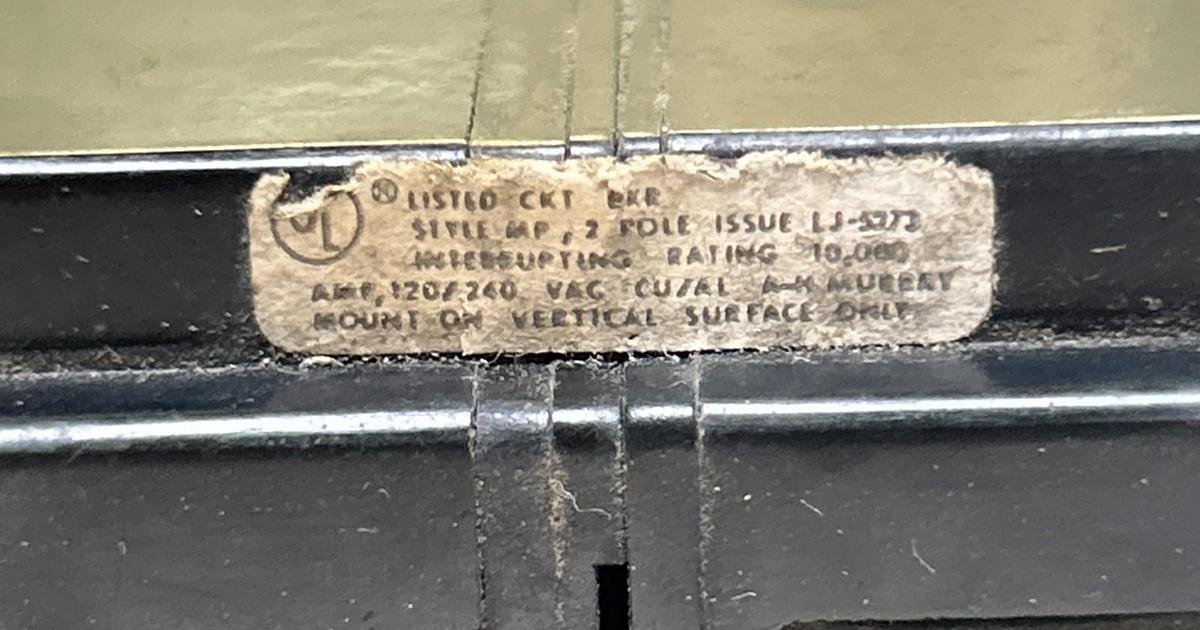 UL ® LISTED CKT BKR
STYLE MP, 2 POLE ISSUE LJ-5272
INTERRUPTING RATING 10,000
AMP, 120/240 VAC CU/AL A-H MURRAY
MOUNT ON VERTICAL SURFACE ONLY